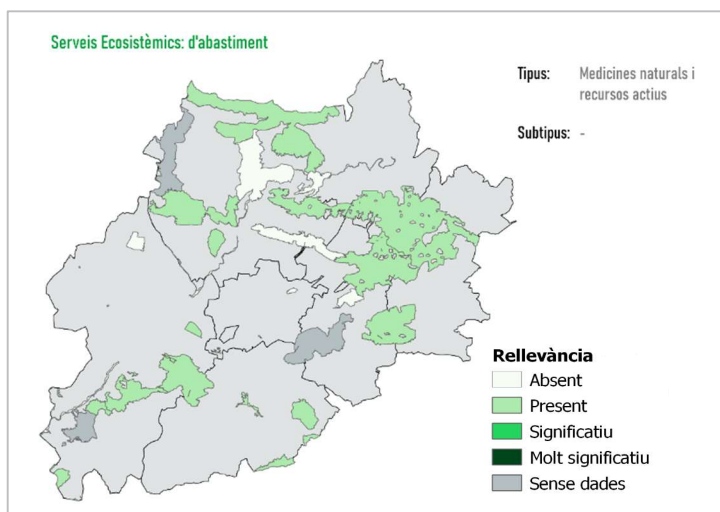 Serveis Ecosistèmics: d'abastiment
Tipus: Medicines naturals i
recursos actius
Subtipus: -
Rellevància
Absent
Present
Significatiu
Molt significatiu
Sense dades